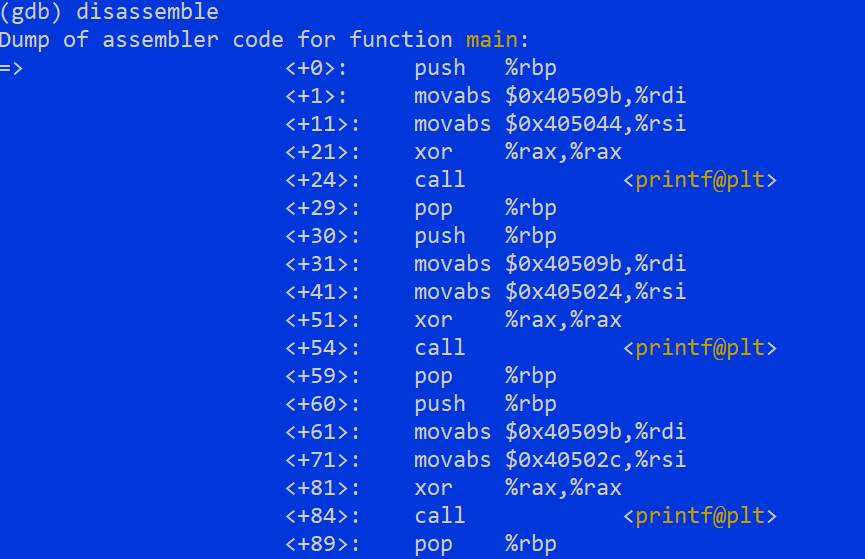 (gdb) disassemble
Dump of assembler code for function main:
=> <+0>: push %rbp
<+1>: movabs $0x40509b,%rdi
<+11>: movabs $0x405044,%rsi
<+21>: xor %rax,%rax
<+24>: call <printf@plt>
<+29>: pop %rbp
<+30>: push %rbp
<+31>: movabs $0x40509b,%rdi
<+41>: movabs $0x405024,%rsi
<+51>: xor %rax,%rax
<+54>: call <printf@plt>
<+59>: pop %rbp
<+60>: push %rbp
<+61>: movabs $0x40509b,%rdi
<+71>: movabs $0x40502c,%rsi
<+81>: xor %rax,%rax
<+84>: call <printf@plt>
<+89>: pop %rbp